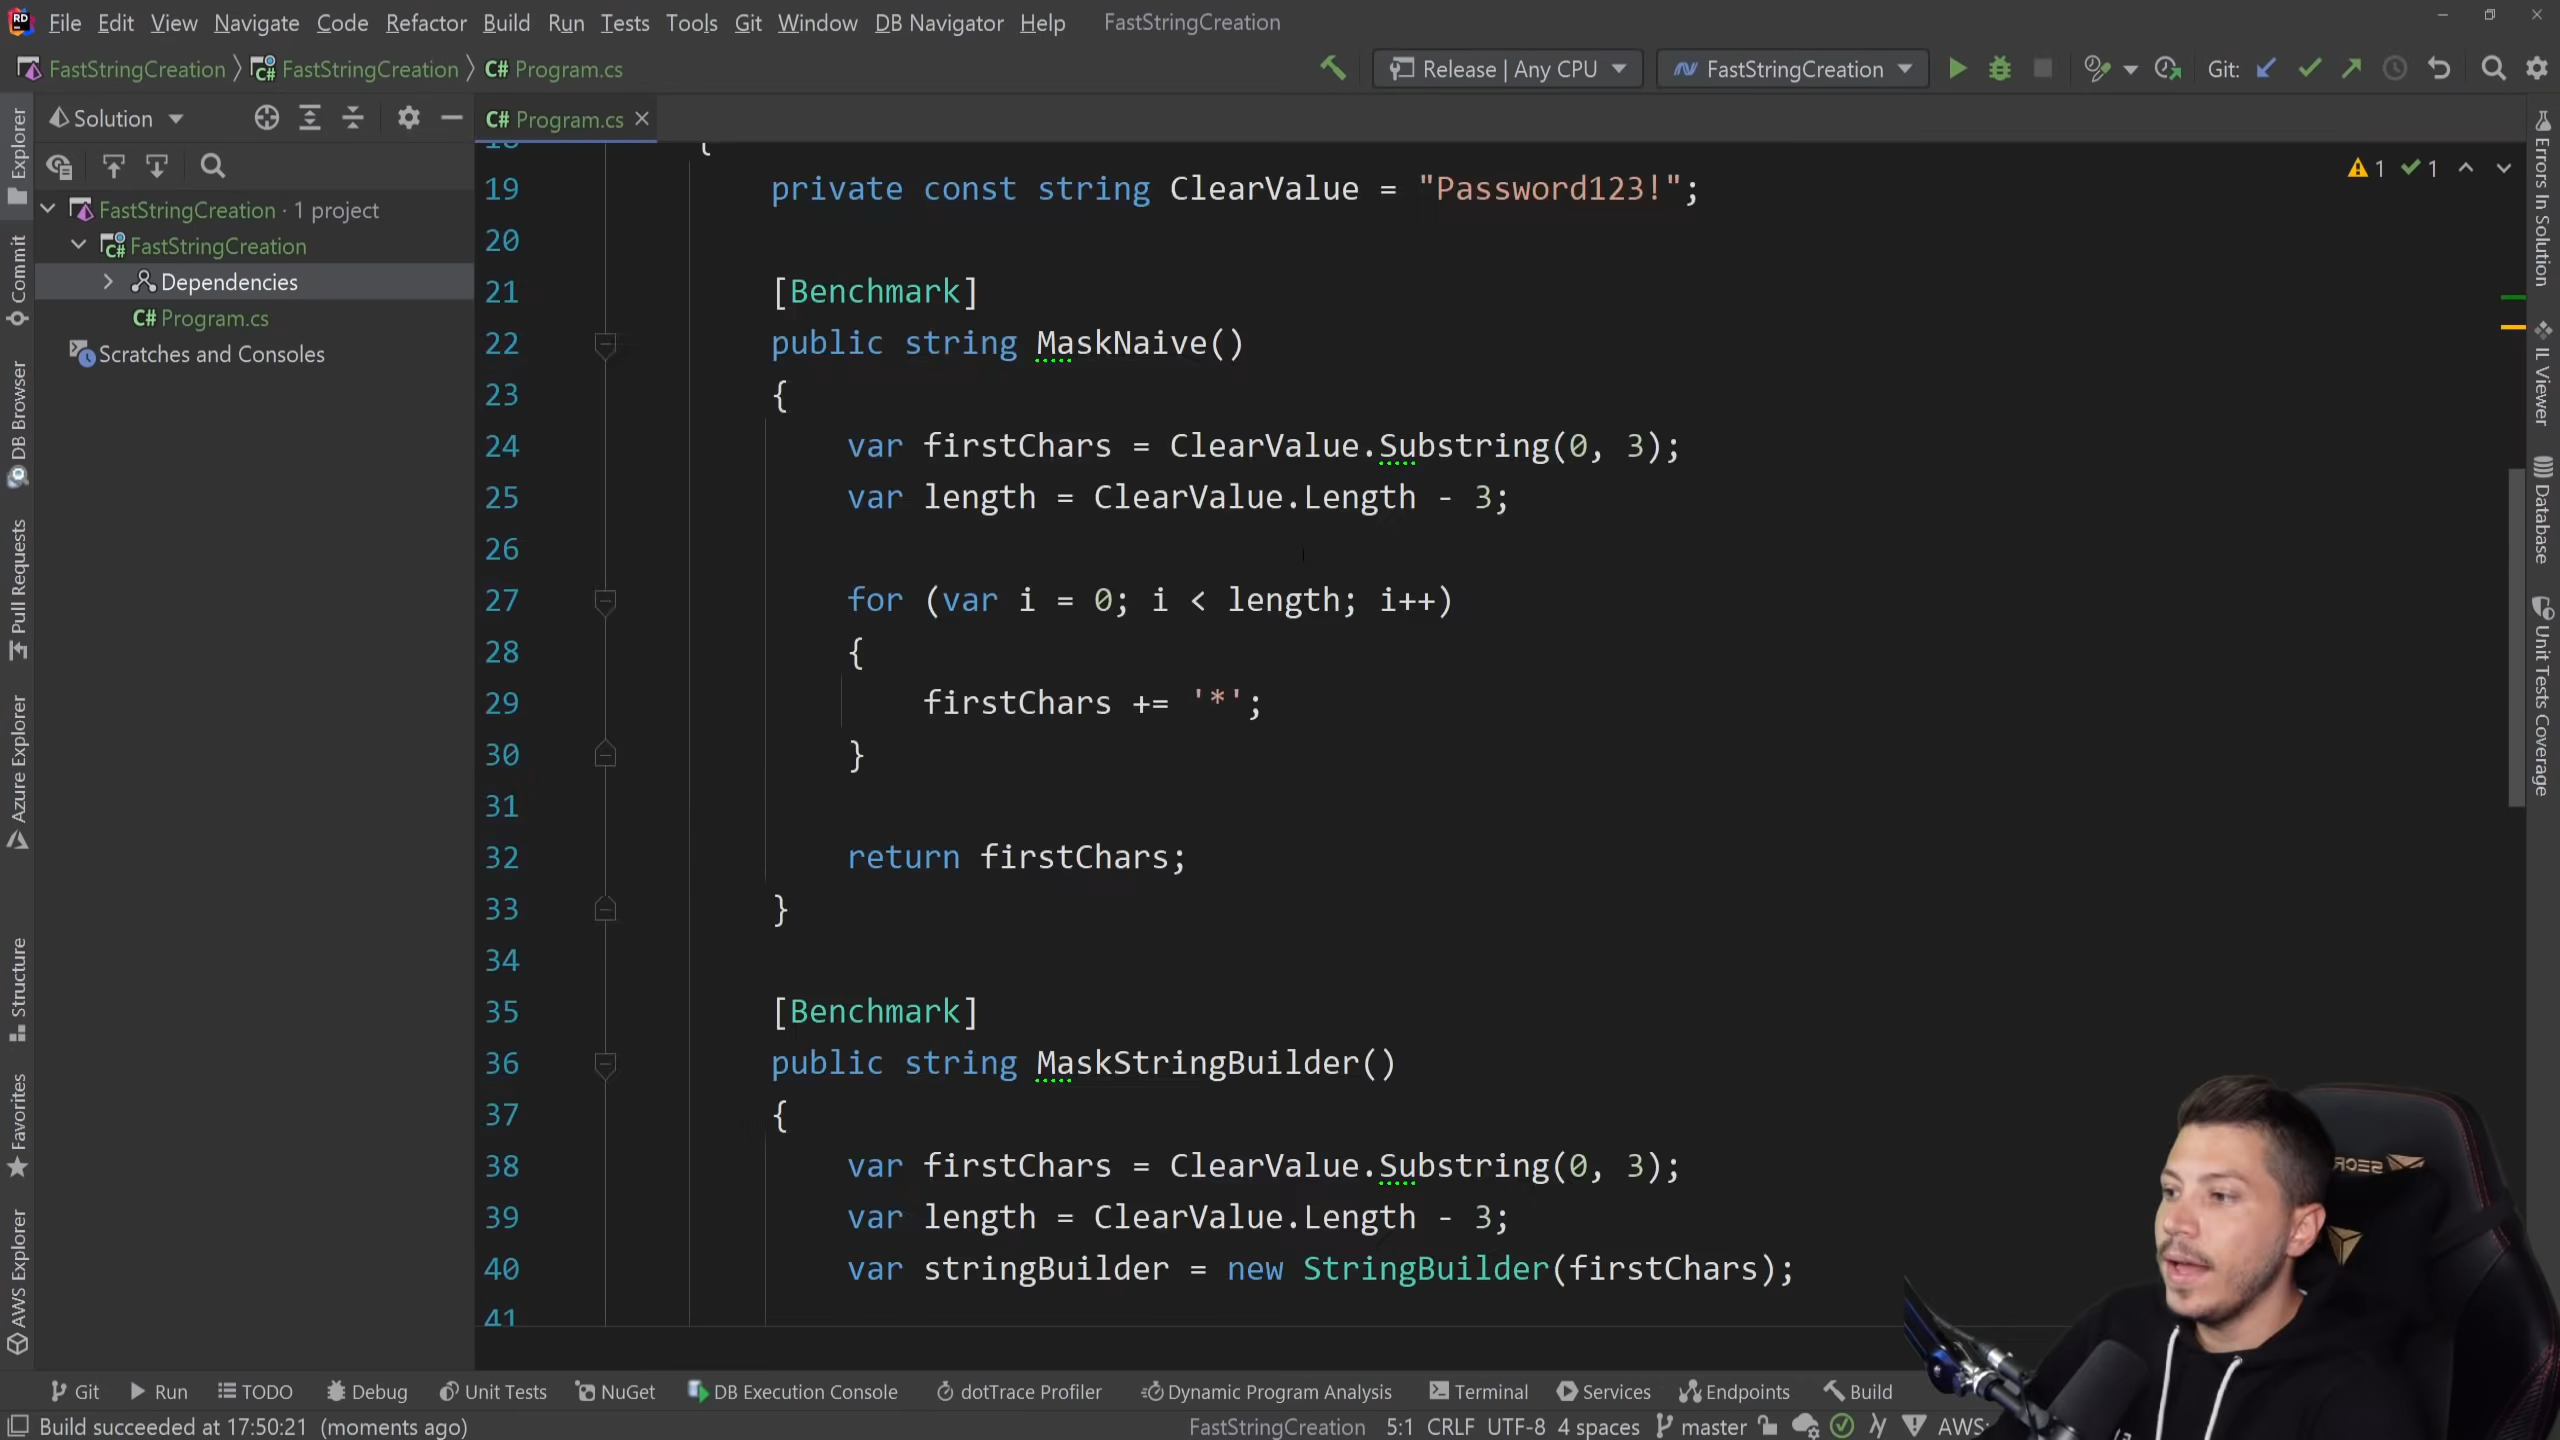 File Edit View Navigate Code Refactor Build Run Tests Tools Git Window DB Navigator Help FastStringCreation
FastStringCreation FastStringCreation C# Program.cs Release | Any CPU FastStringCreation Git:
Solution
C# Program.cs
FastStringCreation · 1 project
FastStringCreation
Dependencies
C# Program.cs
Scratches and Consoles
Explorer
Commit
DB Browser
Pull Requests
Azure Explorer
Structure
Favorites
AWS Explorer
1 1
{
19 private const string ClearValue = "Password123!";
20
21 [Benchmark]
22 public string MaskNaive()
23 {
24 var firstChars = ClearValue.Substring(0, 3);
25 var length = ClearValue.Length - 3;
26
27 for (var i = 0; i < length; i++)
28 {
29 firstChars += '*';
30 }
31
32 return firstChars;
33 }
34
35 [Benchmark]
36 public string MaskStringBuilder()
37 {
38 var firstChars = ClearValue.Substring(0, 3);
39 var length = ClearValue.Length - 3;
40 var stringBuilder = new StringBuilder(firstChars);
41
Errors In Solution
IL Viewer
Database
Unit Tests Coverage
Git Run TODO Debug Unit Tests NuGet DB Execution Console dotTrace Profiler Dynamic Program Analysis Terminal Services Endpoints Build
Build succeeded at 17:50:21 (moments ago) FastStringCreation 5:1 CRLF UTF-8 4 spaces master AWS: